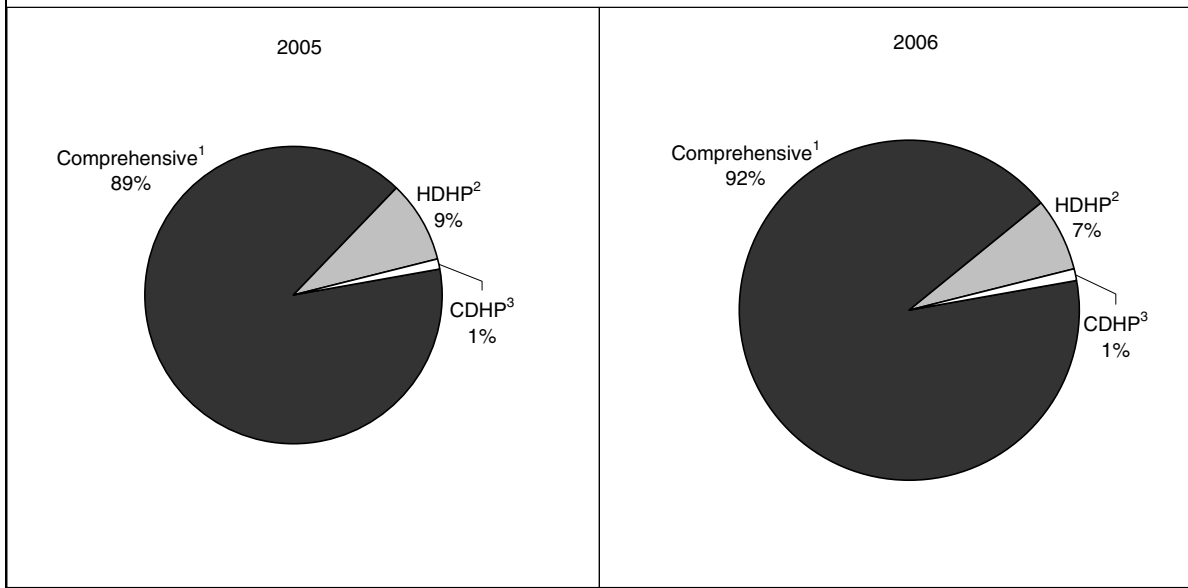 2005
Comprehensive¹
89%
HDHP²
9%
CDHP³
1%
2006
Comprehensive¹
92%
HDHP²
7%
CDHP³
1%